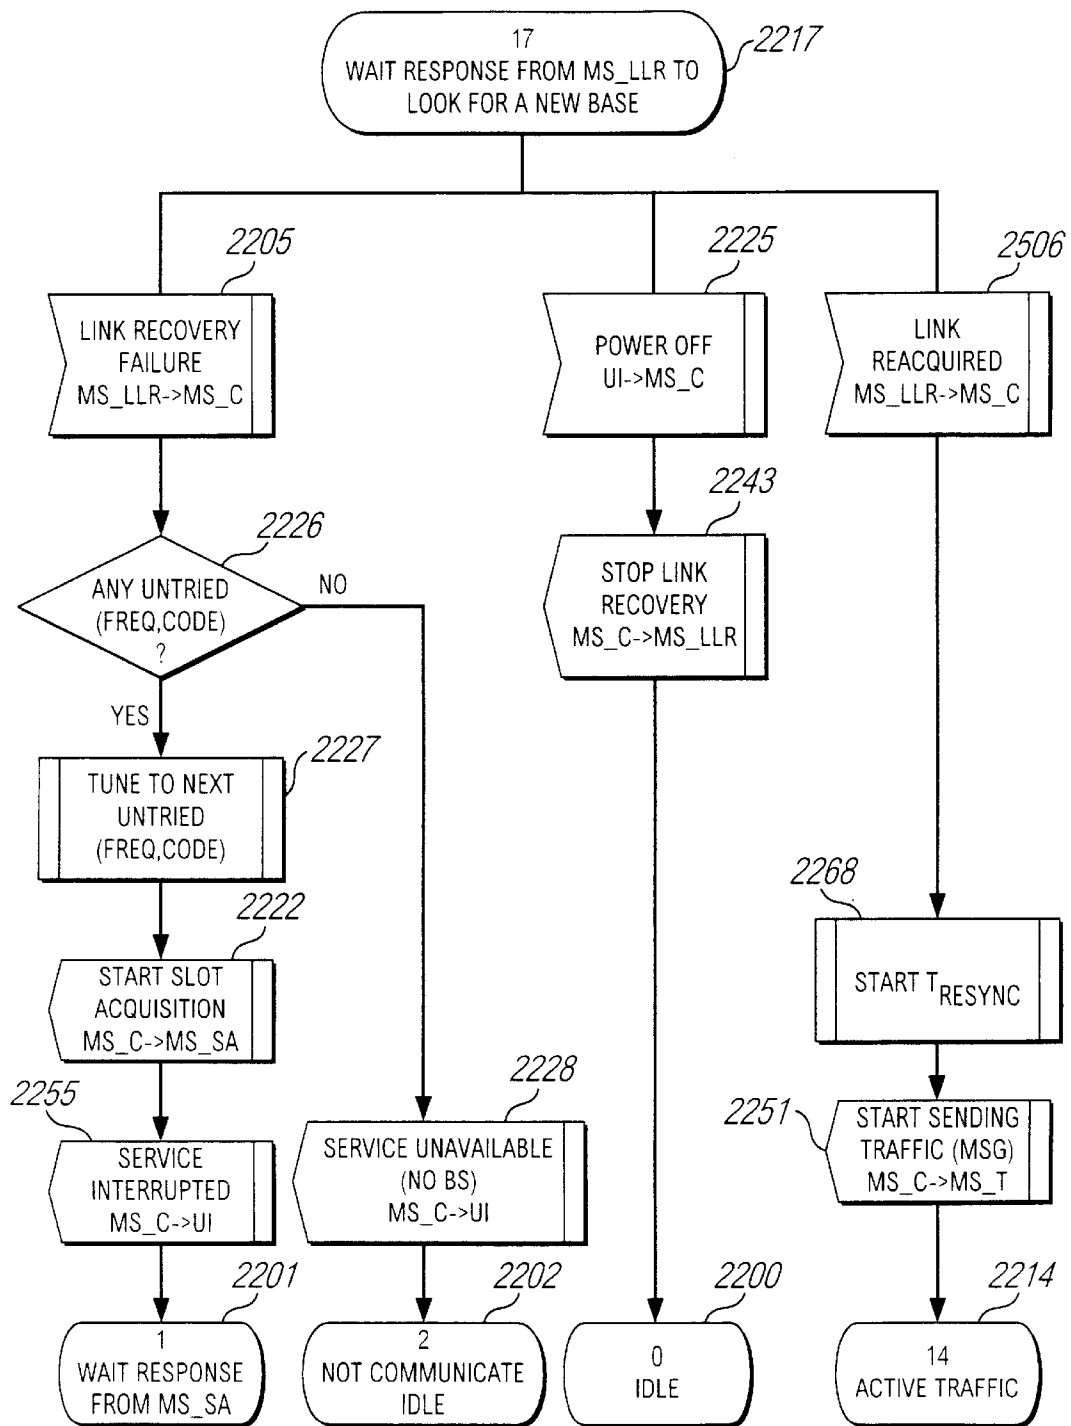 17
WAIT RESPONSE FROM MS_LLR TO
LOOK FOR A NEW BASE
2217
2205
LINK RECOVERY
FAILURE
MS_LLR->MS_C
2225
POWER OFF
UI->MS_C
2506
LINK
REACQUIRED
MS_LLR->MS_C
2226
ANY UNTRIED
(FREQ,CODE)
?
NO
YES
2243
STOP LINK
RECOVERY
MS_C->MS_LLR
2227
TUNE TO NEXT
UNTRIED
(FREQ,CODE)
2222
START SLOT
ACQUISITION
MS_C->MS_SA
2268
START TRESYNC
2255
SERVICE
INTERRUPTED
MS_C->UI
2228
SERVICE UNAVAILABLE
(NO BS)
MS_C->UI
2251
START SENDING
TRAFFIC (MSG)
MS_C->MS_T
2201
1
WAIT RESPONSE
FROM MS_SA
2202
2
NOT COMMUNICATE
IDLE
2200
0
IDLE
2214
14
ACTIVE TRAFFIC